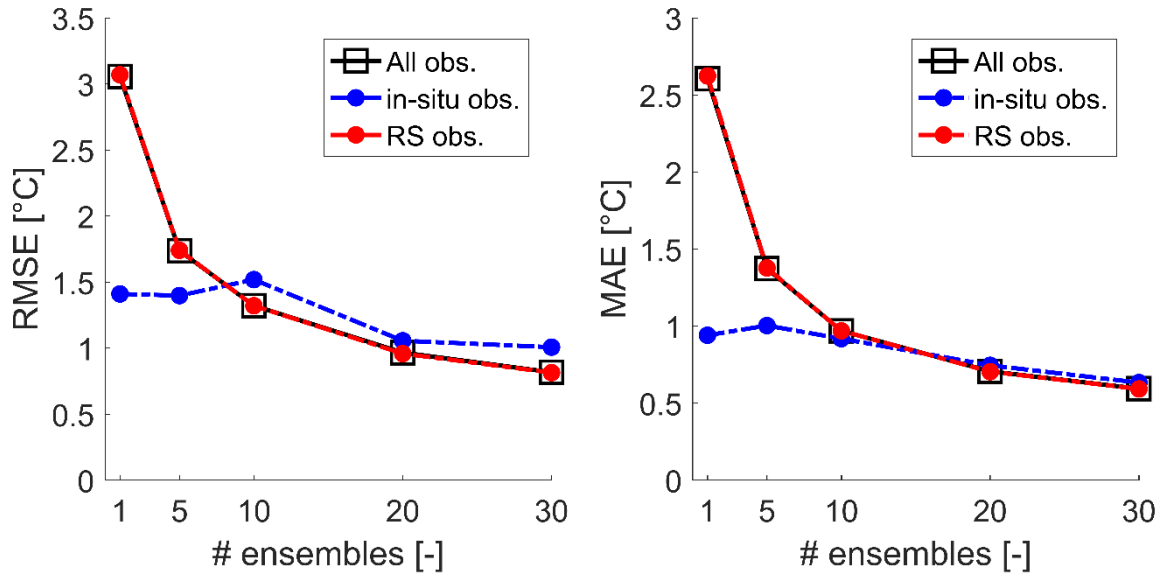 RMSE [°C]
3.5
3
2.5
2
1.5
1
0.5
0
1 5 10 20 30
# ensembles [-]
All obs.
in-situ obs.
RS obs.
MAE [°C]
3
2.5
2
1.5
1
0.5
0
1 5 10 20 30
# ensembles [-]
All obs.
in-situ obs.
RS obs.